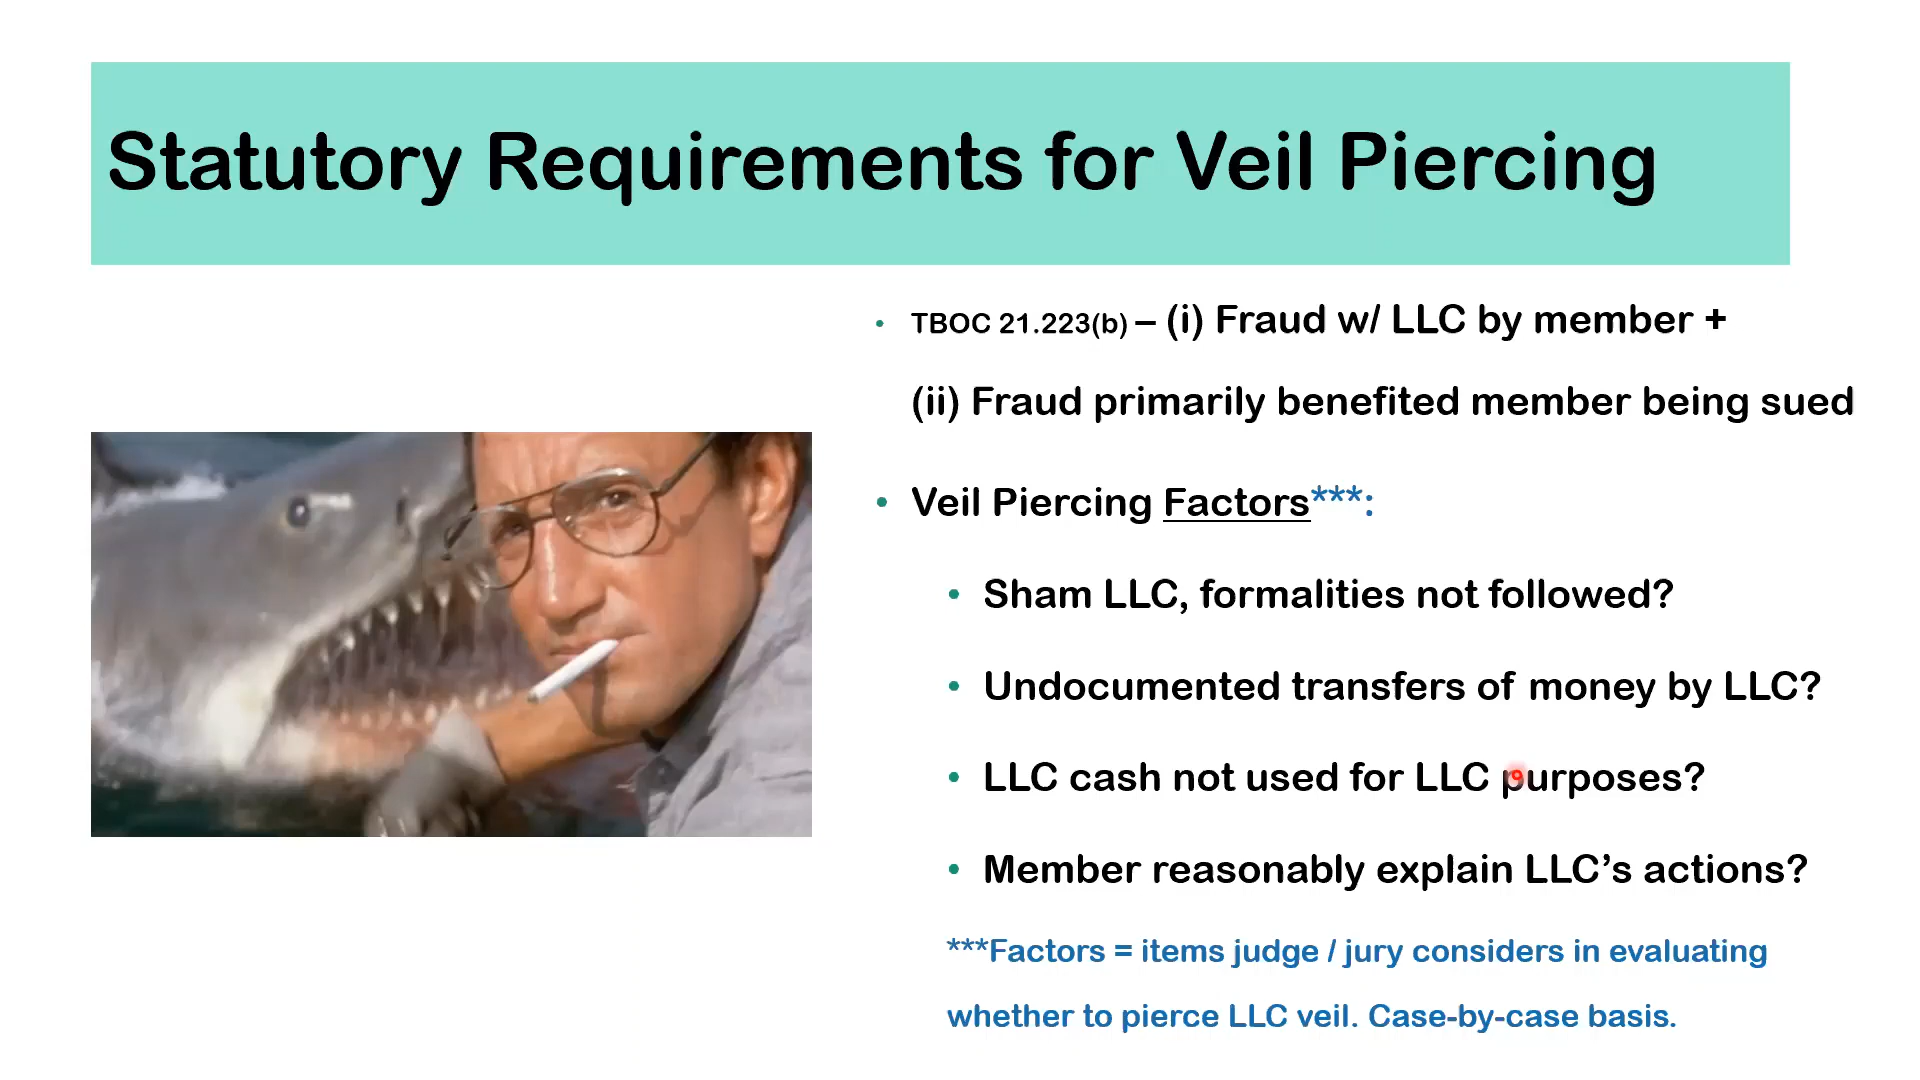 Statutory Requirements for Veil Piercing
• TBOC 21.223(b) – (i) Fraud w/ LLC by member +
(ii) Fraud primarily benefited member being sued
• Veil Piercing Factors***:
• Sham LLC, formalities not followed?
• Undocumented transfers of money by LLC?
• LLC cash not used for LLC purposes?
• Member reasonably explain LLC’s actions?
***Factors = items judge / jury considers in evaluating
whether to pierce LLC veil. Case-by-case basis.